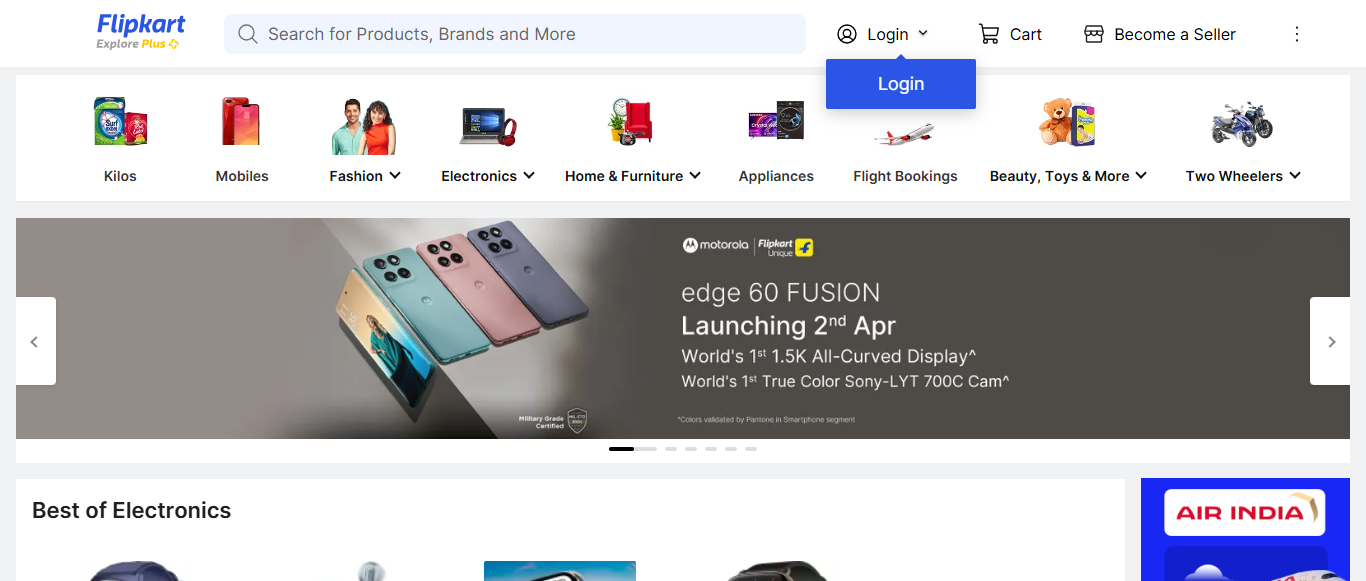 Flipkart
Explore Plus
Search for Products, Brands and More
Login
Cart
Become a Seller
Login
Surf excel
Kilos
Mobiles
Fashion
Electronics
Home & Furniture
Appliances
Flight Bookings
Beauty, Toys & More
Two Wheelers
motorola
Flipkart
Unique
edge 60 FUSION
Launching 2nd Apr
World's 1st 1.5K All-Curved Display^
World's 1st True Color Sony-LYT 700C Cam^
Military Grade
Certified
^Colors validated by Pantone in Smartphone segment
Best of Electronics
AIR INDIA